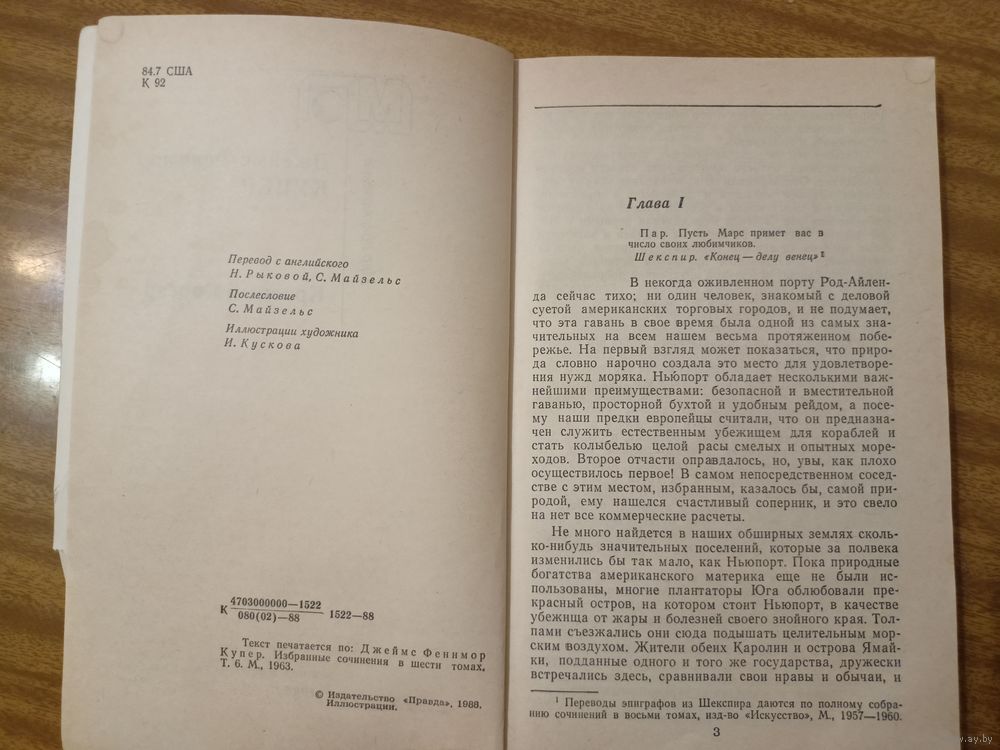 84.7 США
К 92
Перевод с английского
Н. Рыковой, С. Майзельс
Послесловие
С. Майзельс
Иллюстрации художника
И. Кускова
К 4703000000—1522
080(02)—88 1522—88
Текст печатается по: Джеймс Фенимор
Купер. Избранные сочинения в шести томах.
Т. 6. М., 1963.
© Издательство «Правда», 1988.
Иллюстрации.
Глава I
Пар. Пусть Марс примет вас в
число своих любимчиков.
Шекспир. «Конец — делу венец» 1
В некогда оживленном порту Род-Айлен-
да сейчас тихо; ни один человек, знакомый с деловой
суетой американских торговых городов, и не подумает,
что эта гавань в свое время была одной из самых зна-
чительных на всем нашем весьма протяженном побе-
режье. На первый взгляд может показаться, что приро-
да словно нарочно создала это место для удовлетворе-
ния нужд моряка. Ньюпорт обладает несколькими важ-
нейшими преимуществами: безопасной и вместительной
гаванью, просторной бухтой и удобным рейдом, а посе-
му наши предки европейцы считали, что он предназна-
чен служить естественным убежищем для кораблей и
стать колыбелью целой расы смелых и опытных море-
ходов. Второе отчасти оправдалось, но, увы, как плохо
осуществилось первое! В самом непосредственном сосед-
стве с этим местом, избранным, казалось бы, самой при-
родой, ему нашелся счастливый соперник, и это свело
на нет все коммерческие расчеты.
Не много найдется в наших обширных землях сколь-
ко-нибудь значительных поселений, которые за полвека
изменились бы так мало, как Ньюпорт. Пока природные
богатства американского материка еще не были ис-
пользованы, многие плантаторы Юга облюбовали пре-
красный остров, на котором стоит Ньюпорт, в качестве
убежища от жары и болезней своего знойного края. Тол-
пами съезжались они сюда подышать целительным мор-
ским воздухом. Жители обеих Каролин и острова Ямай-
ки, подданные одного и того же государства, дружески
встречались здесь, сравнивали свои нравы и обычаи, и
1 Переводы эпиграфов из Шекспира даются по полному собра-
нию сочинений в восьми томах, изд-во «Искусство», М., 1957—1960.
3